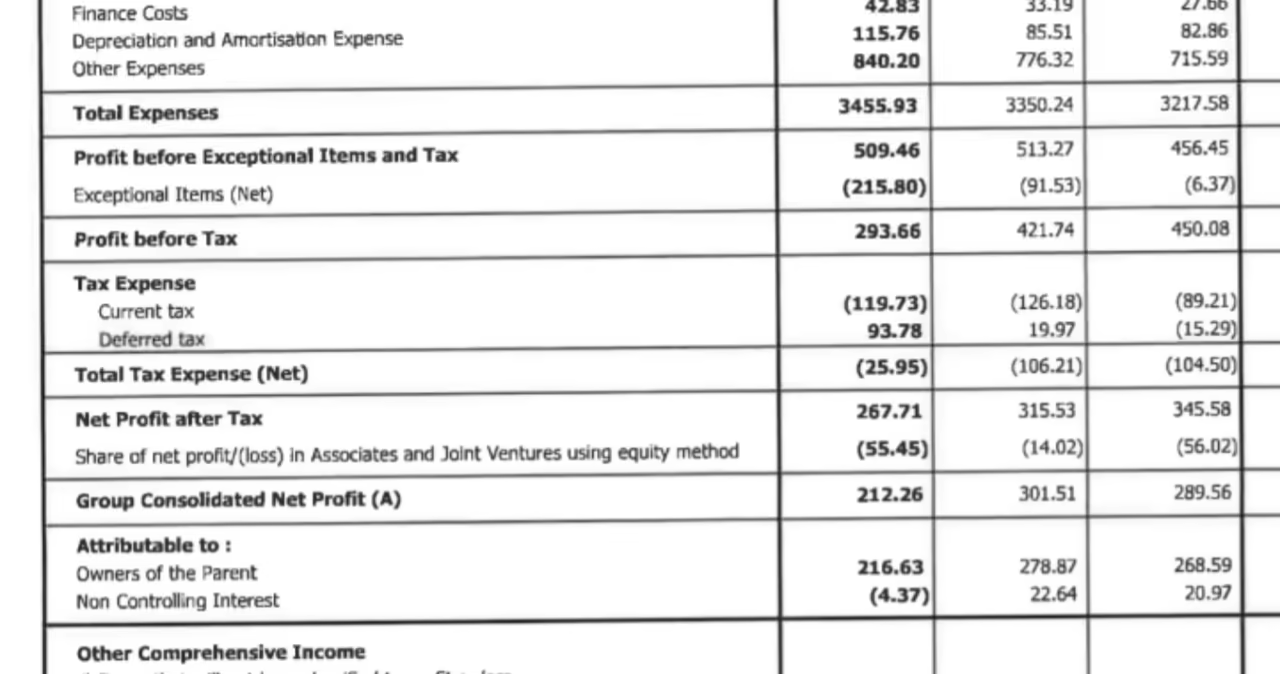 Finance Costs 42.83 33.19 27.66
Depreciation and Amortisation Expense 115.76 85.51 82.86
Other Expenses 840.20 776.32 715.59
Total Expenses 3455.93 3350.24 3217.58
Profit before Exceptional Items and Tax 509.46 513.27 456.45
Exceptional Items (Net) (215.80) (91.53) (6.37)
Profit before Tax 293.66 421.74 450.08
Tax Expense
Current tax (119.73) (126.18) (89.21)
Deferred tax 93.78 19.97 (15.29)
Total Tax Expense (Net) (25.95) (106.21) (104.50)
Net Profit after Tax 267.71 315.53 345.58
Share of net profit/(loss) in Associates and Joint Ventures using equity method (55.45) (14.02) (56.02)
Group Consolidated Net Profit (A) 212.26 301.51 289.56
Attributable to :
Owners of the Parent 216.63 278.87 268.59
Non Controlling Interest (4.37) 22.64 20.97
Other Comprehensive Income